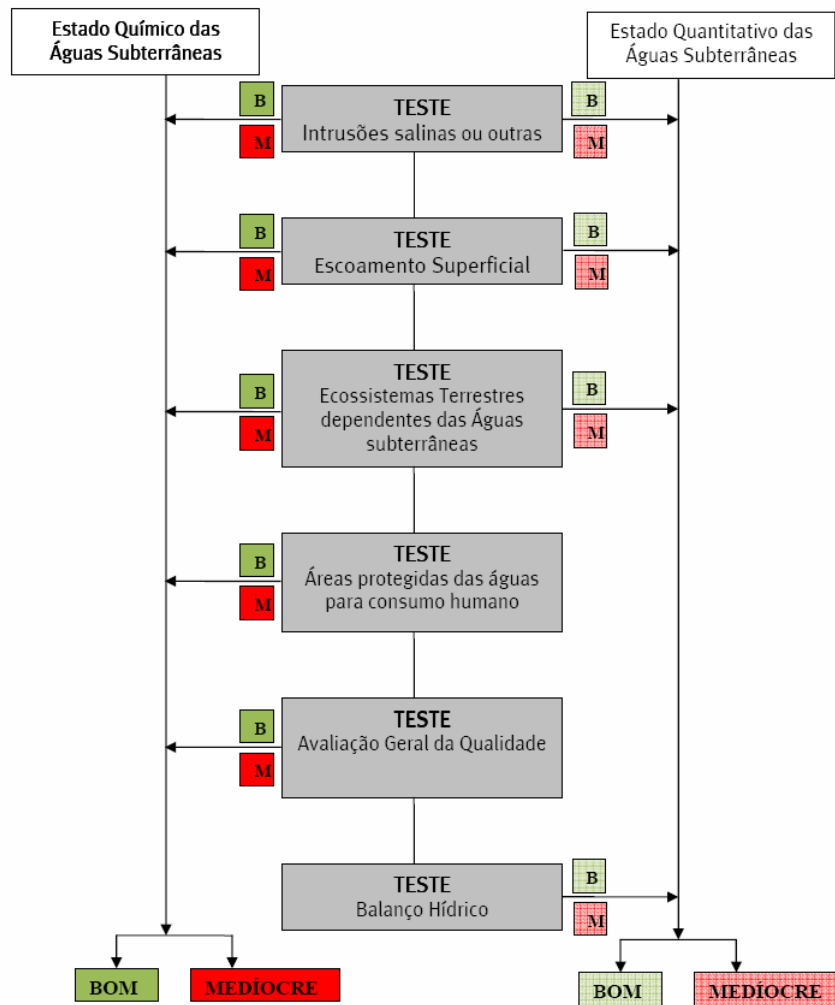 Estado Químico das
Águas Subterrâneas
Estado Quantitativo das
Águas Subterrâneas
B
M
TESTE
Intrusões salinas ou outras
B
M
B
M
TESTE
Escoamento Superficial
B
M
B
M
TESTE
Ecossistemas Terrestres
dependentes das Águas
subterrâneas
B
M
B
M
TESTE
Áreas protegidas das águas
para consumo humano
B
M
TESTE
Avaliação Geral da Qualidade
TESTE
Balanço Hídrico
B
M
BOM
MEDÍOCRE
BOM
MEDÍOCRE